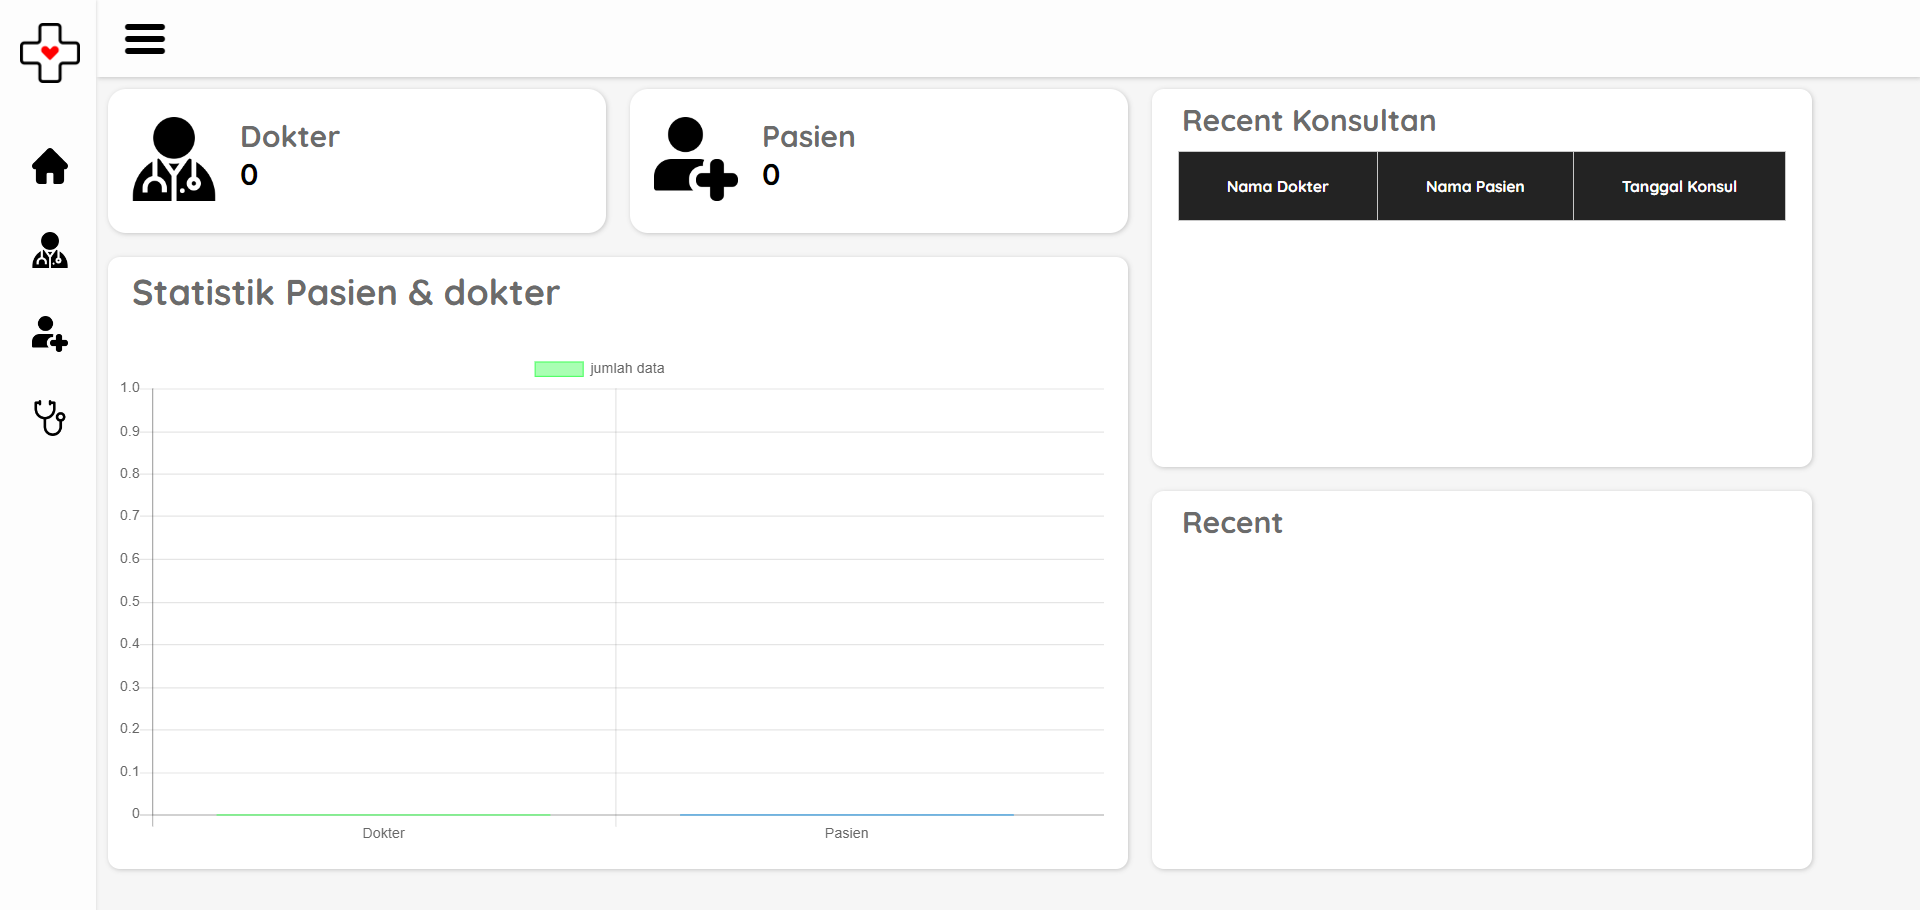 Dokter
0
Pasien
0
Statistik Pasien & dokter
jumlah data
1.0
0.9
0.8
0.7
0.6
0.5
0.4
0.3
0.2
0.1
0
Dokter Pasien
Recent Konsultan
Nama Dokter Nama Pasien Tanggal Konsul
Recent